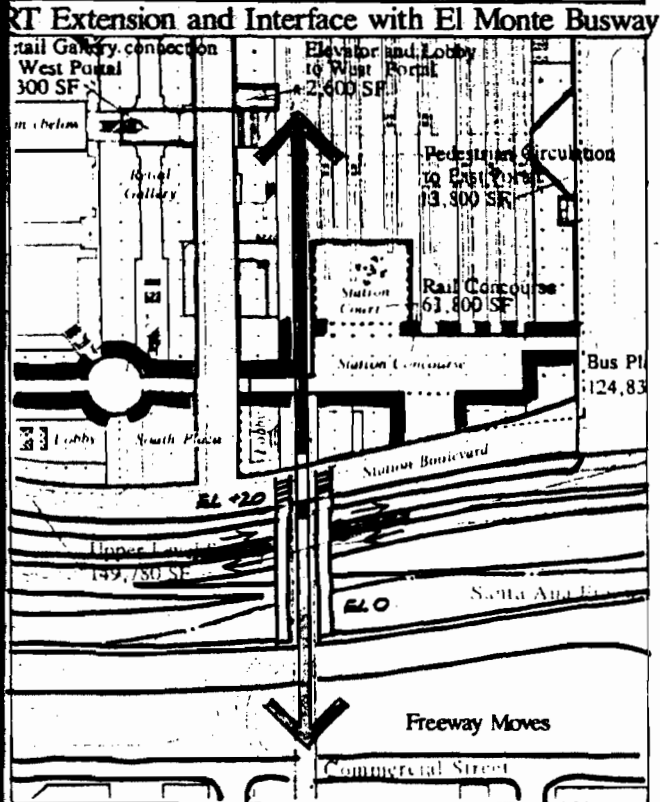 RT Extension and Interface with El Monte Busway
tail Gallery connection
West Portal
300 SF
Elevator and Lobby
to West Portal
2,600 SF
Retail
Gallery
Pedestrian Circulation
to East Portal
13,800 SF
Station
Court
Rail Concourse
61,800 SF
Station Concourse
Bus Pl
124,83
Lobby
South Plaza
Lobby
Station Boulevard
EL +20
Upper Level
149,780 SF
Santa Ana
EL 0
Freeway Moves
Commercial Street